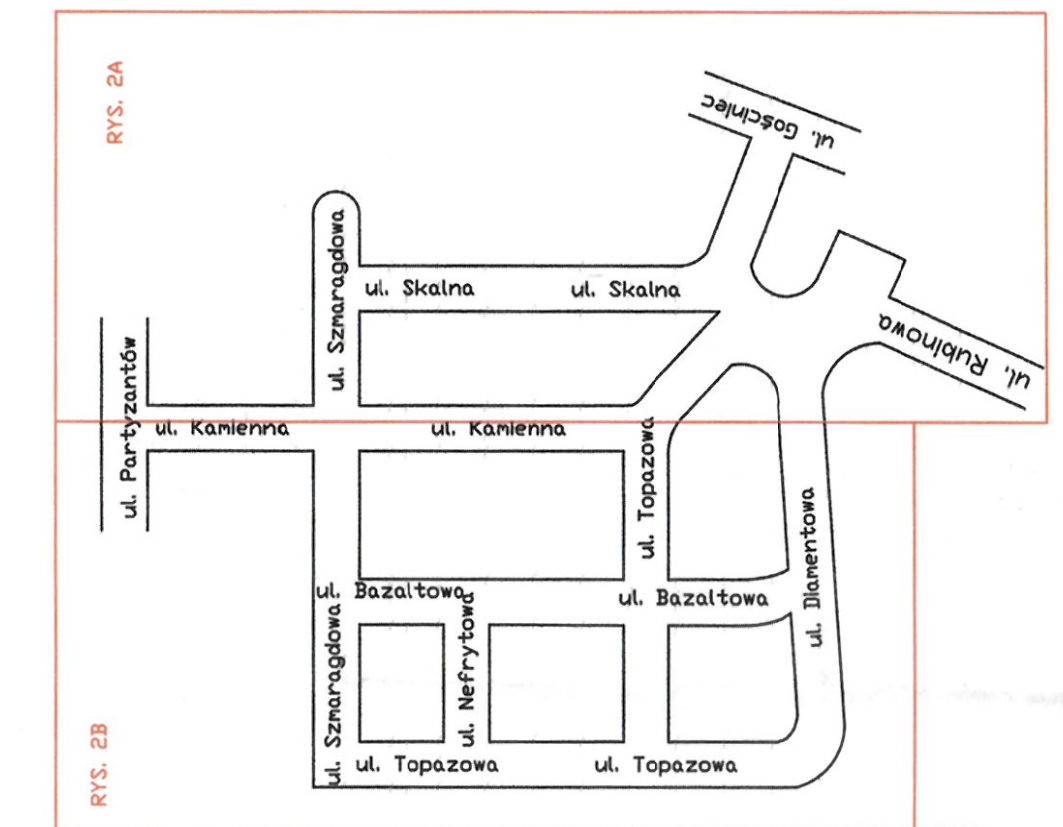 RYS. 2A
ul. Gościniec
ul. Szmaragdowa
ul. Skalna
ul. Skalna
ul. Rubinowa
ul. Partyzantów
ul. Kamienna
ul. Kamienna
ul. Topazowa
ul. Diamentowa
ul. Bazaltowa
ul. Bazaltowa
ul. Szmaragdowa
ul. Nefrytowa
RYS. 2B
ul. Topazowa
ul. Topazowa